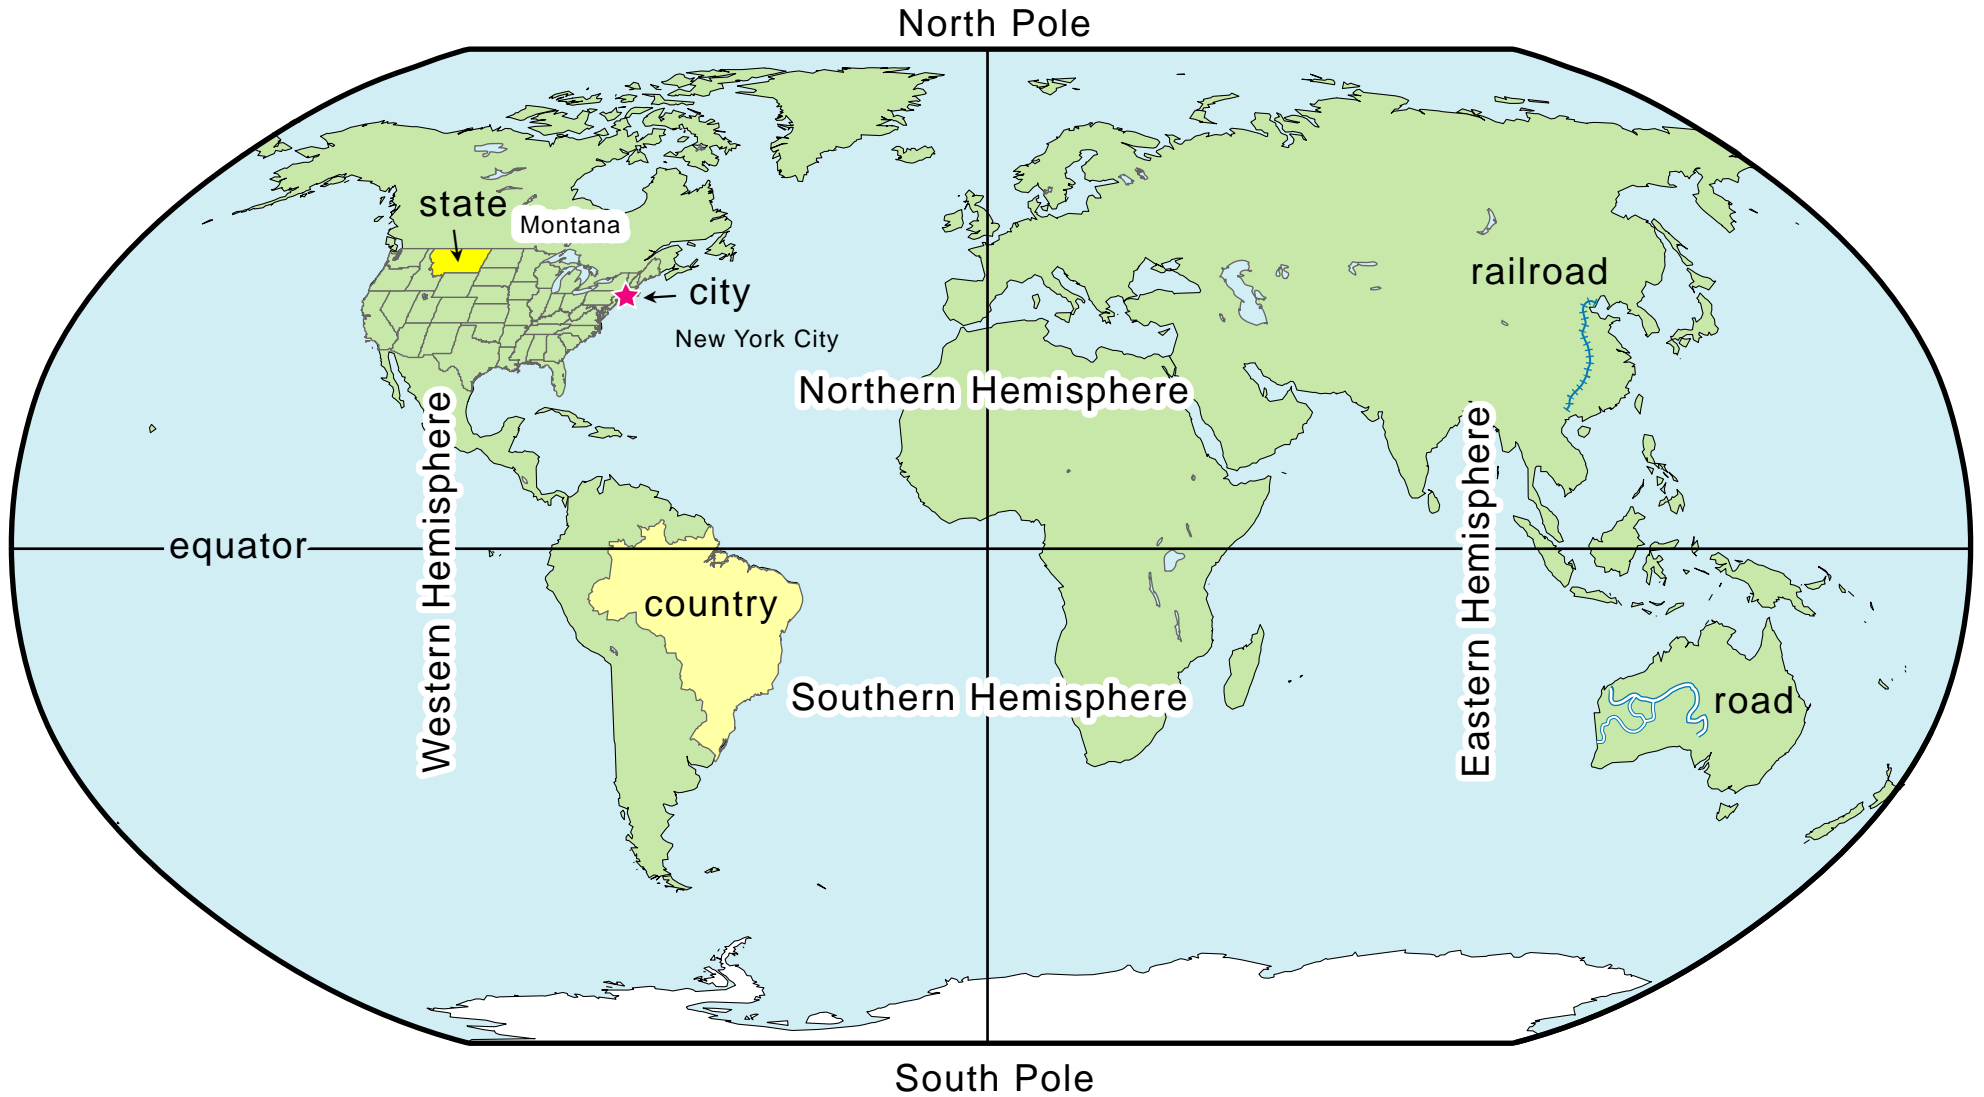 North Pole
state
Montana
city
New York City
railroad
Northern Hemisphere
Western Hemisphere
Eastern Hemisphere
equator
country
Southern Hemisphere
road
South Pole